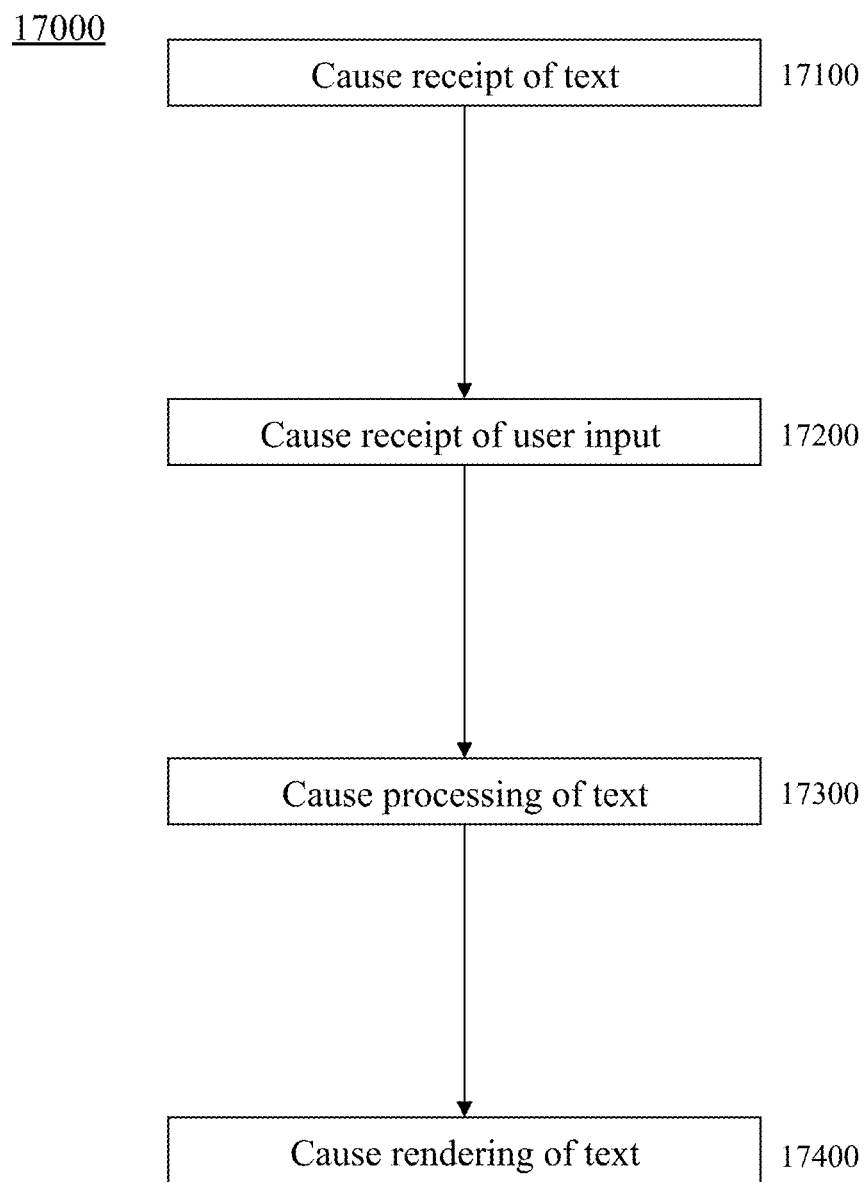 17000
Cause receipt of text 17100
Cause receipt of user input 17200
Cause processing of text 17300
Cause rendering of text 17400